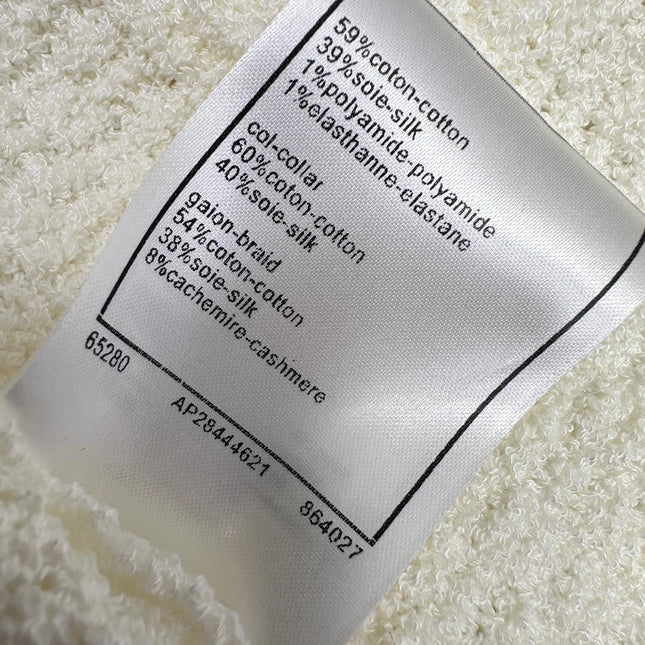 59%coton-cotton
39%soie-silk
1%polyamide-polyamide
1%elasthanne-elastane
col-collar
60%coton-cotton
40%soie-silk
galon-braid
54%coton-cotton
38%soie-silk
8%cachemire-cashmere
65280
AP28444621
864027